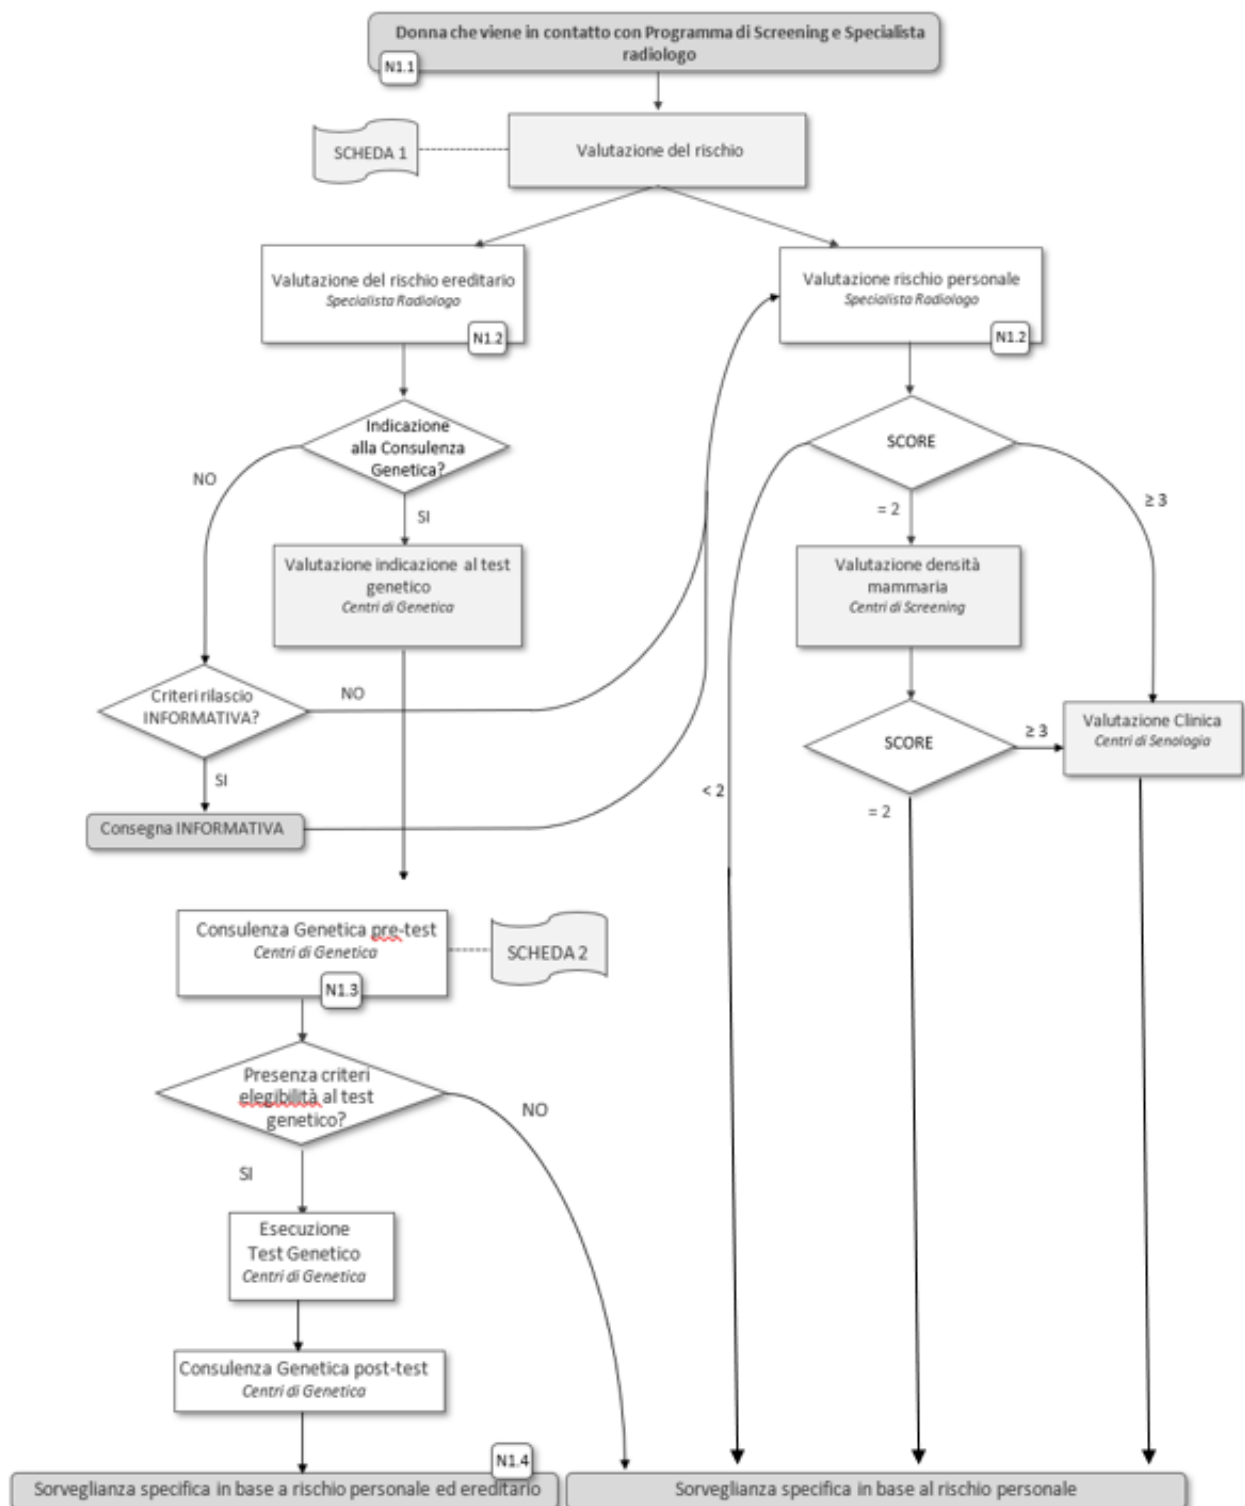 Donna che viene in contatto con Programma di Screening e Specialista
radiologo
N1.1
SCHEDA 1
Valutazione del rischio
Valutazione del rischio ereditario
Specialista Radiologo
N1.2
Valutazione rischio personale
Specialista Radiologo
N1.2
Indicazione
alla Consulenza
Genetica?
SCORE
NO
SI
= 2
≥ 3
Valutazione indicazione al test
genetico
Centri di Genetica
Valutazione densità
mammaria
Centri di Screening
Criteri rilascio
INFORMATIVA?
NO
SI
SCORE
≥ 3
Valutazione Clinica
Centri di Senologia
< 2
= 2
Consegna INFORMATIVA
Consulenza Genetica pre-test
Centri di Genetica
N1.3
SCHEDA 2
Presenza criteri
elegibilità al test
genetico?
NO
SI
Esecuzione
Test Genetico
Centri di Genetica
Consulenza Genetica post-test
Centri di Genetica
N1.4
Sorveglianza specifica in base a rischio personale ed ereditario
Sorveglianza specifica in base al rischio personale